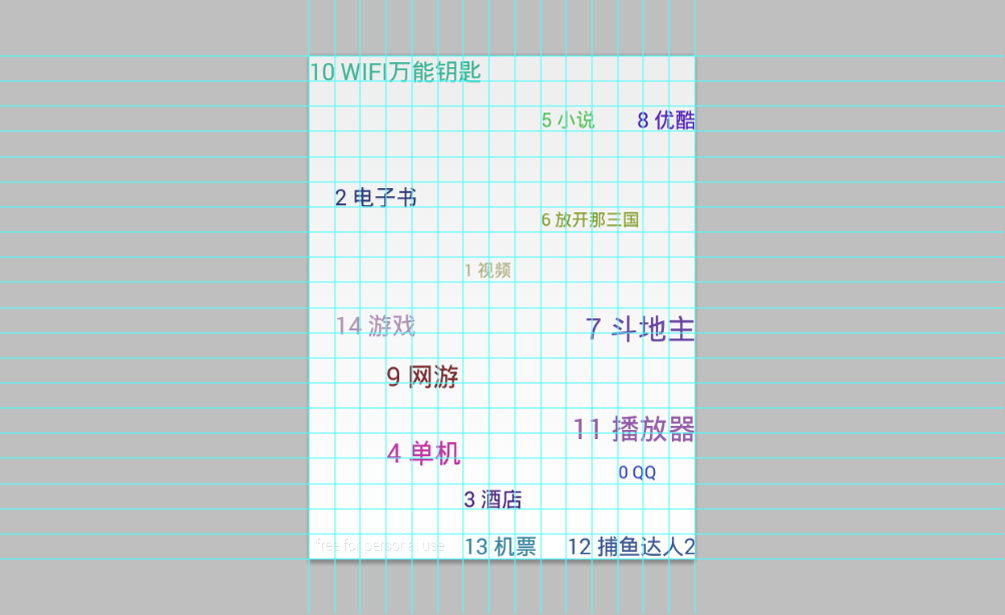 10 WIFI万能钥匙
5 小说
8 优酷
2 电子书
6 放开那三国
1 视频
14 游戏
7 斗地主
9 网游
11 播放器
4 单机
0 QQ
3 酒店
free for personal use
13 机票
12 捕鱼达人2